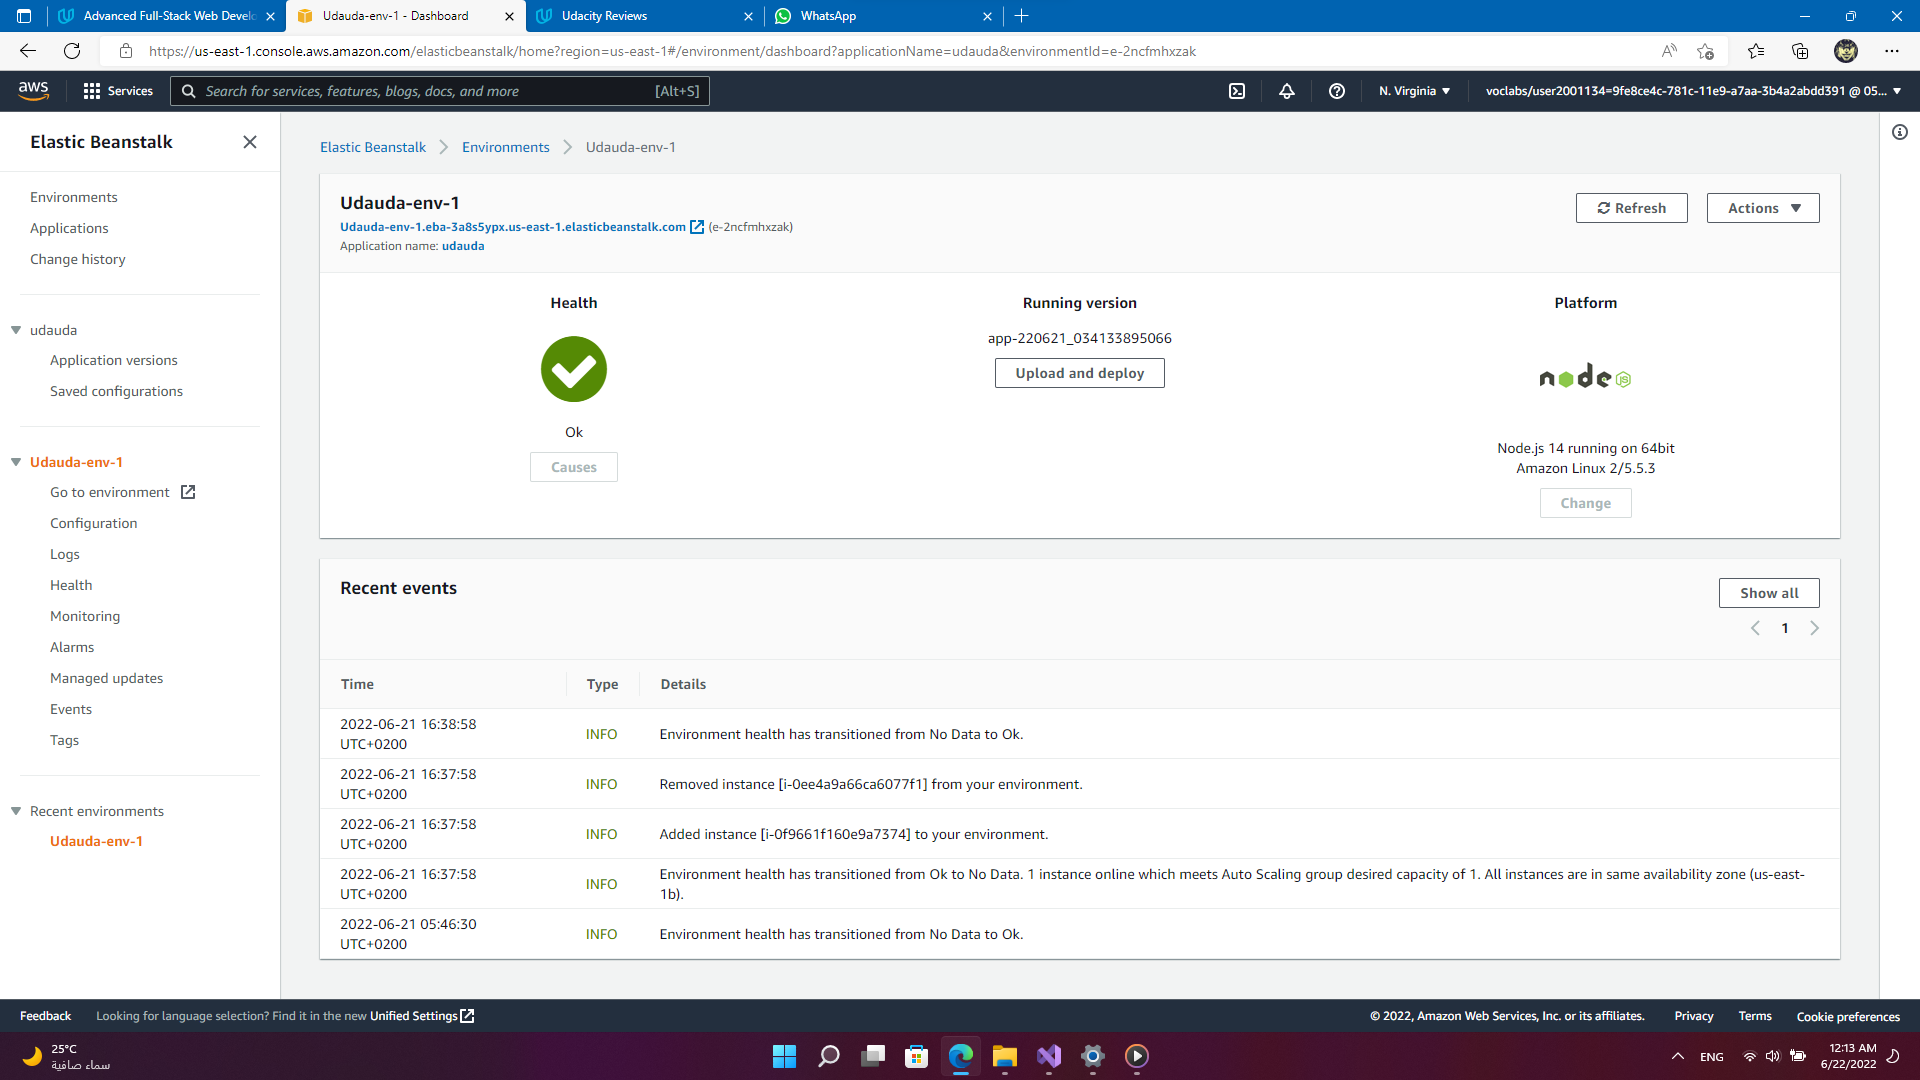 Advanced Full-Stack Web Develo
Udauda-env-1 - Dashboard
Udacity Reviews
WhatsApp
https://us-east-1.console.aws.amazon.com/elasticbeanstalk/home?region=us-east-1#/environment/dashboard?applicationName=udauda&environmentId=e-2ncfmhxzak
aws
Services
Search for services, features, blogs, docs, and more
[Alt+S]
N. Virginia
voclabs/user2001134=9fe8ce4c-781c-11e9-a7aa-3b4a2abdd391 @ 05...
Elastic Beanstalk
Environments
Applications
Change history
udauda
Application versions
Saved configurations
Udauda-env-1
Go to environment
Configuration
Logs
Health
Monitoring
Alarms
Managed updates
Events
Tags
Recent environments
Udauda-env-1
Elastic Beanstalk
Environments
Udauda-env-1
Udauda-env-1
Udauda-env-1.eba-3a8s5ypx.us-east-1.elasticbeanstalk.com (e-2ncfmhxzak)
Application name: udauda
Refresh
Actions
Health
Ok
Causes
Running version
app-220621_034133895066
Upload and deploy
Platform
node JS
Node.js 14 running on 64bit
Amazon Linux 2/5.5.3
Change
Recent events
Show all
1
Time Type Details
2022-06-21 16:38:58
UTC+0200
INFO
Environment health has transitioned from No Data to Ok.
2022-06-21 16:37:58
UTC+0200
INFO
Removed instance [i-0ee4a9a66ca6077f1] from your environment.
2022-06-21 16:37:58
UTC+0200
INFO
Added instance [i-0f9661f160e9a7374] to your environment.
2022-06-21 16:37:58
UTC+0200
INFO
Environment health has transitioned from Ok to No Data. 1 instance online which meets Auto Scaling group desired capacity of 1. All instances are in same availability zone (us-east-
1b).
2022-06-21 05:46:30
UTC+0200
INFO
Environment health has transitioned from No Data to Ok.
Feedback
Looking for language selection? Find it in the new Unified Settings
© 2022, Amazon Web Services, Inc. or its affiliates.
Privacy
Terms
Cookie preferences
25°C
سماء صافية
ENG
12:13 AM
6/22/2022